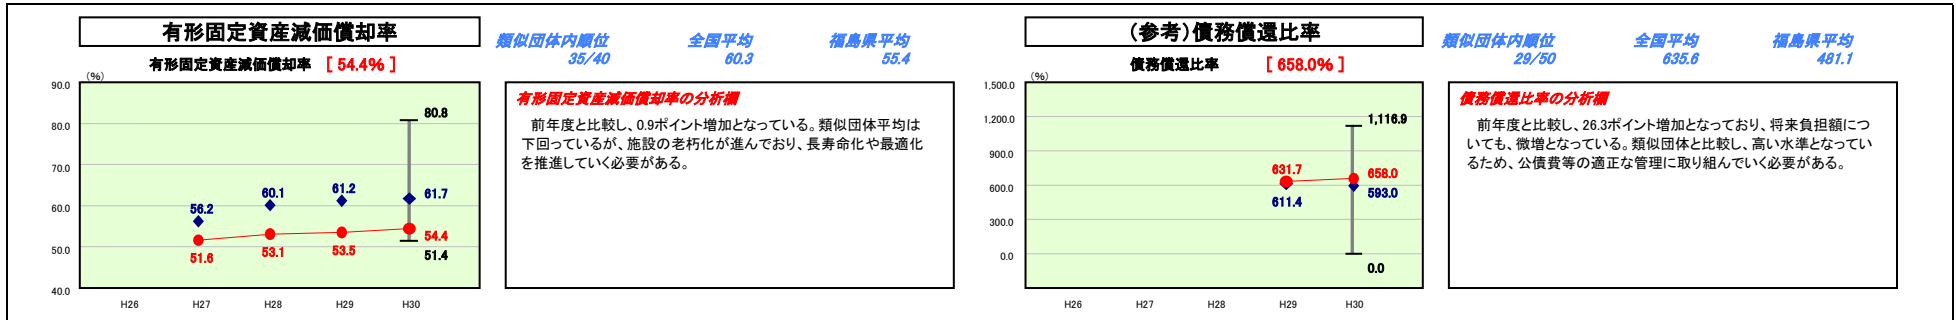 有形固定資産減価償却率
有形固定資産減価償却率 [ 54.4% ]
類似団体内順位
35/40
全国平均
60.3
福島県平均
55.4
(%)
90.0
80.0
70.0
60.0
50.0
40.0
80.8
56.2
60.1
61.2
61.7
51.6
53.1
53.5
54.4
51.4
H26
H27
H28
H29
H30
有形固定資産減価償却率の分析欄
前年度と比較し、0.9ポイント増加となっている。類似団体平均は
下回っているが、施設の老朽化が進んでおり、長寿命化や最適化
を推進していく必要がある。
(参考)債務償還比率
債務償還比率 [ 658.0% ]
類似団体内順位
29/50
全国平均
635.6
福島県平均
481.1
(%)
1,500.0
1,200.0
900.0
600.0
300.0
0.0
1,116.9
631.7
658.0
611.4
593.0
0.0
H26
H27
H28
H29
H30
債務償還比率の分析欄
前年度と比較し、26.3ポイント増加となっており、将来負担額につ
いても、微増となっている。類似団体と比較し、高い水準となってい
るため、公債費等の適正な管理に取り組んでいく必要がある。